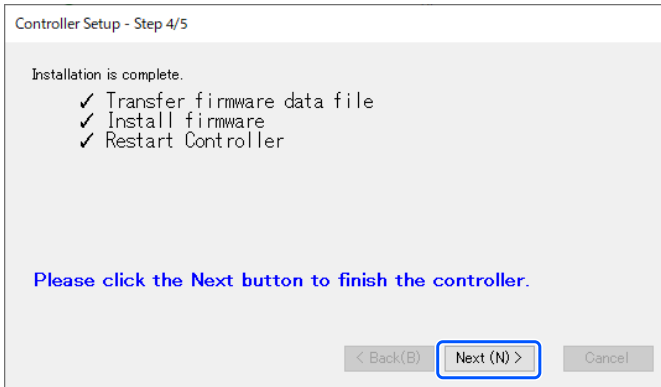 Controller Setup - Step 4/5
Installation is complete.
✓ Transfer firmware data file
✓ Install firmware
✓ Restart Controller
Please click the Next button to finish the controller.
< Back(B) Next (N) > Cancel